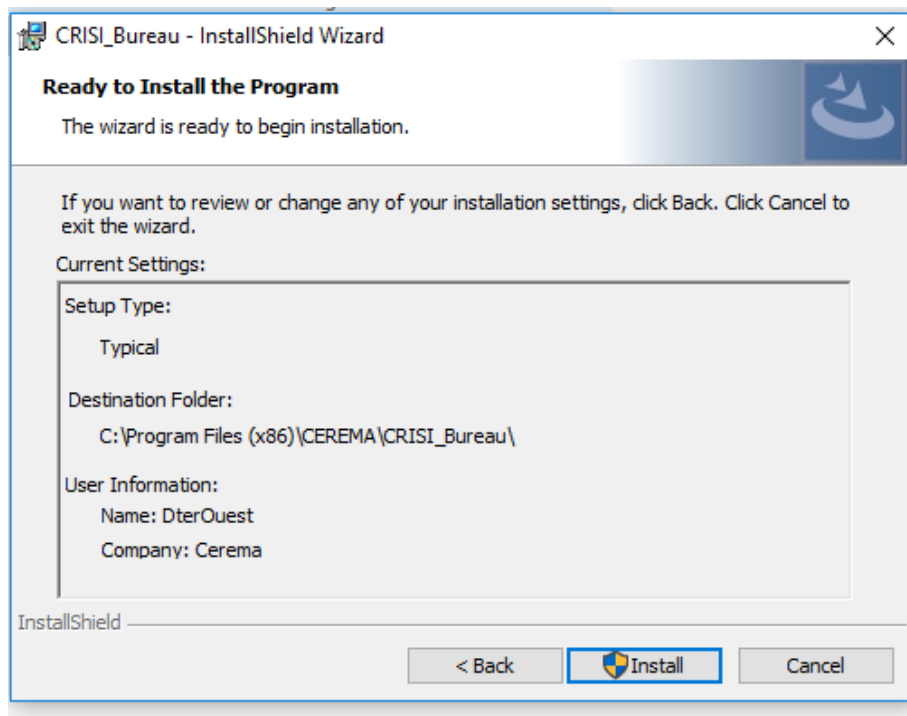 CRISI_Bureau - InstallShield Wizard
Ready to Install the Program
The wizard is ready to begin installation.
If you want to review or change any of your installation settings, click Back. Click Cancel to
exit the wizard.
Current Settings:
Setup Type:
Typical
Destination Folder:
C:\Program Files (x86)\CEREMA\CRISI_Bureau\
User Information:
Name: DterOuest
Company: Cerema
InstallShield
< Back
Install
Cancel